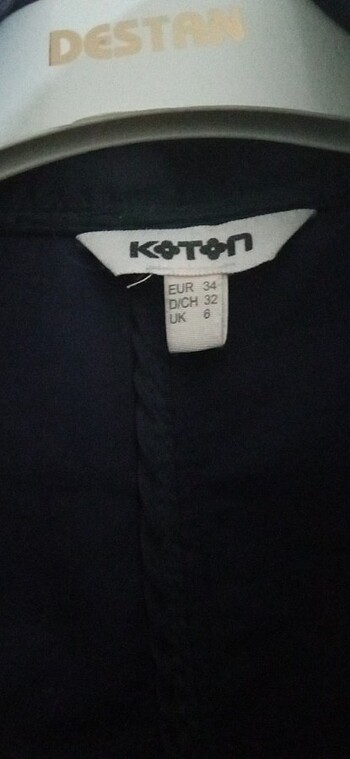 DESTAN
KOTON
EUR 34
D/CH 32
UK 6